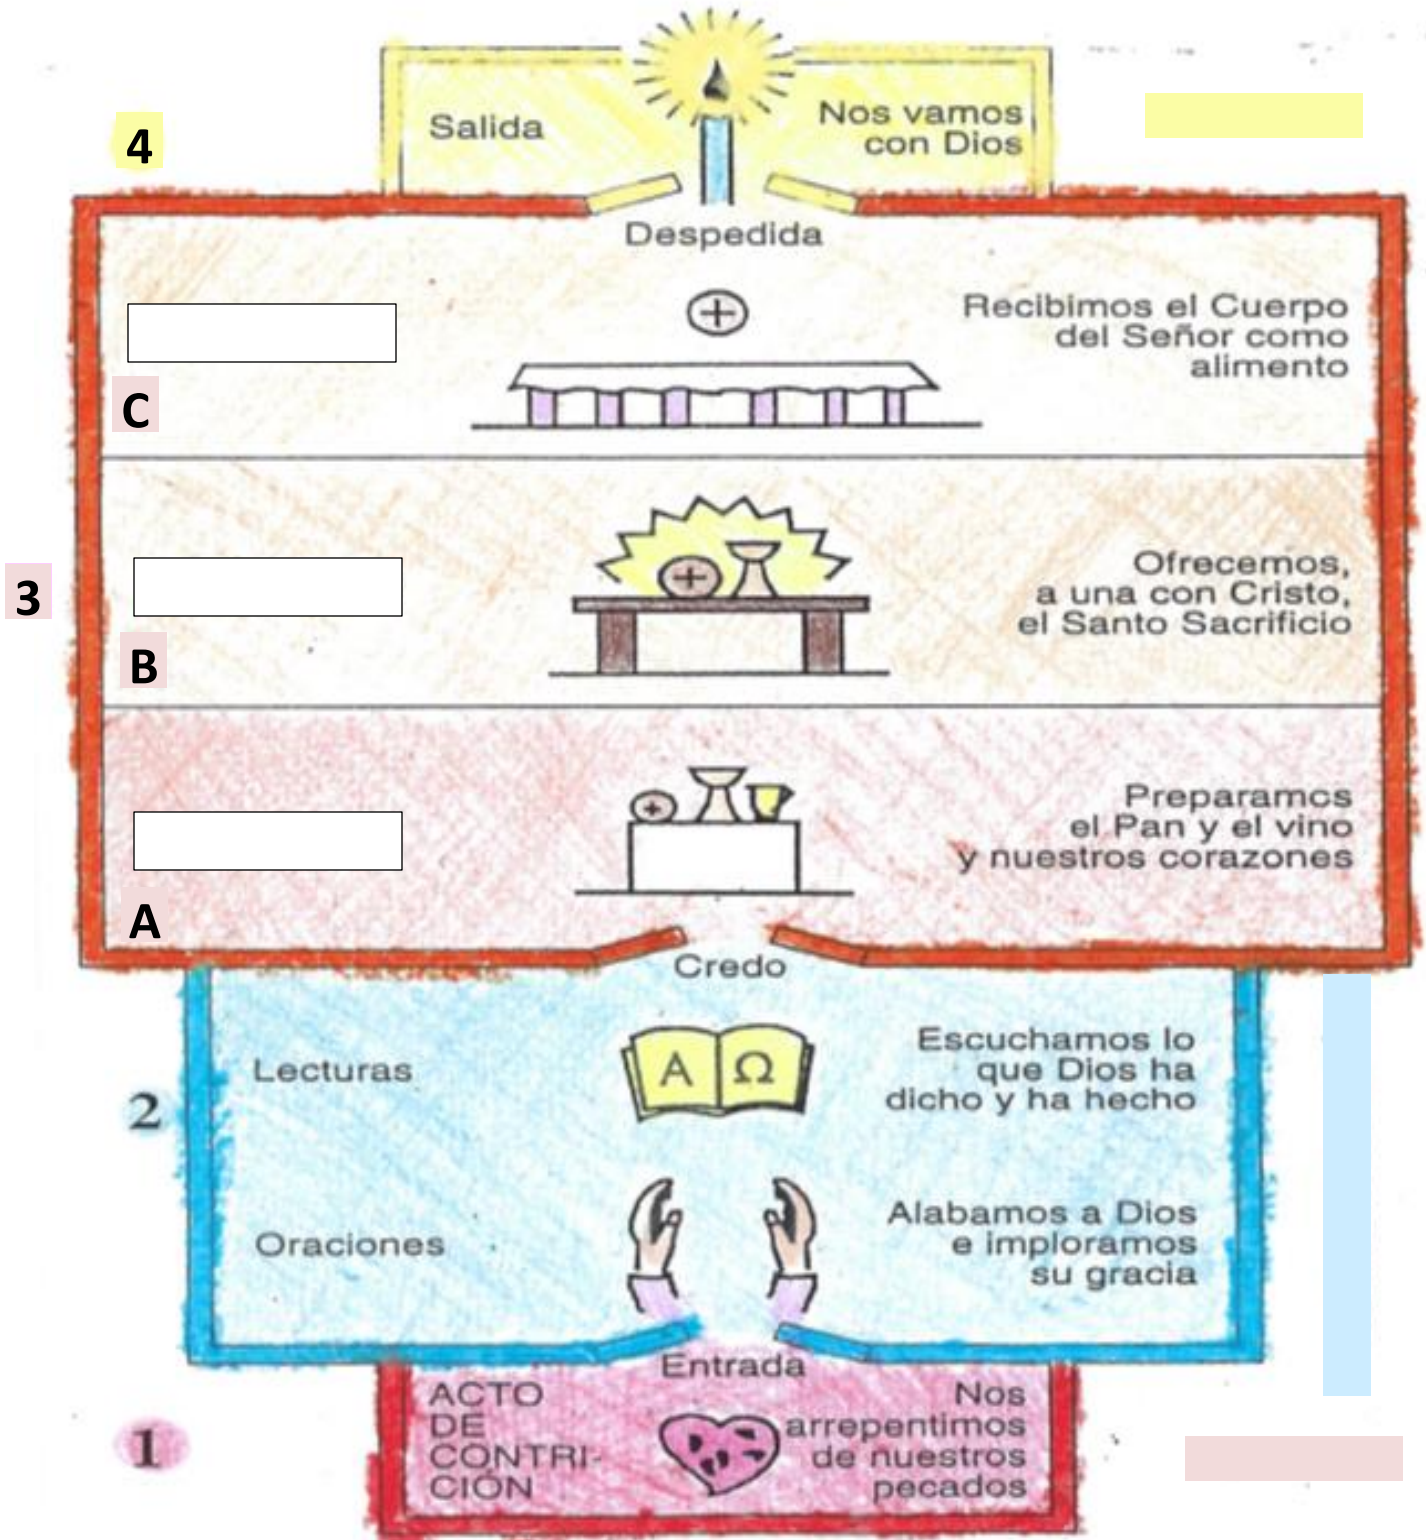 4
Salida
Nos vamos
con Dios
Despedida
Recibimos el Cuerpo
del Señor como
alimento
C
3
Ofrecemos,
a una con Cristo,
el Santo Sacrificio
B
Preparamos
el Pan y el vino
y nuestros corazones
A
Credo
2
Lecturas
A Ω
Escuchamos lo
que Dios ha
dicho y ha hecho
Oraciones
Alabamos a Dios
e imploramos
su gracia
Entrada
1
ACTO
DE
CONTRI-
CIÓN
Nos
arrepentimos
de nuestros
pecados